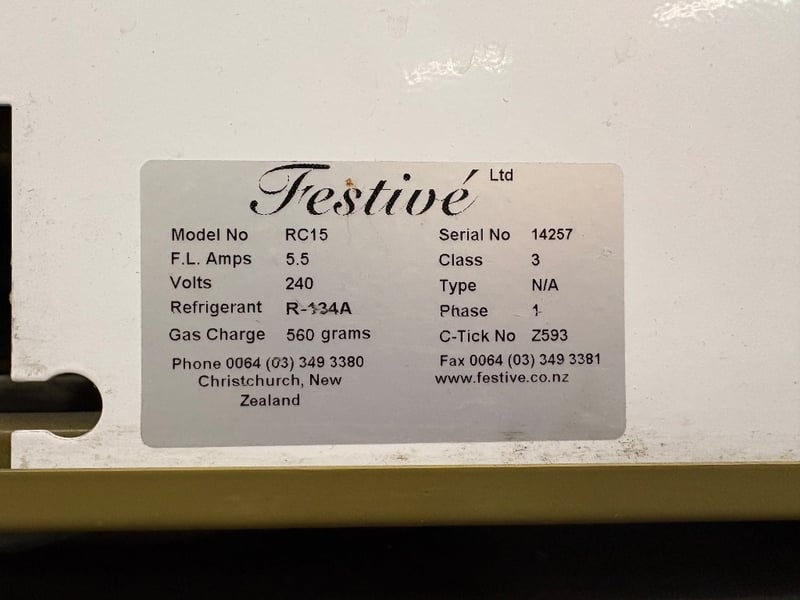 Festivé Ltd
Model No RC15 Serial No 14257
F.L. Amps 5.5 Class 3
Volts 240 Type N/A
Refrigerant R-134A Phase 1
Gas Charge 560 grams C-Tick No Z593
Phone 0064 (03) 349 3380 Fax 0064 (03) 349 3381
Christchurch, New www.festive.co.nz
Zealand